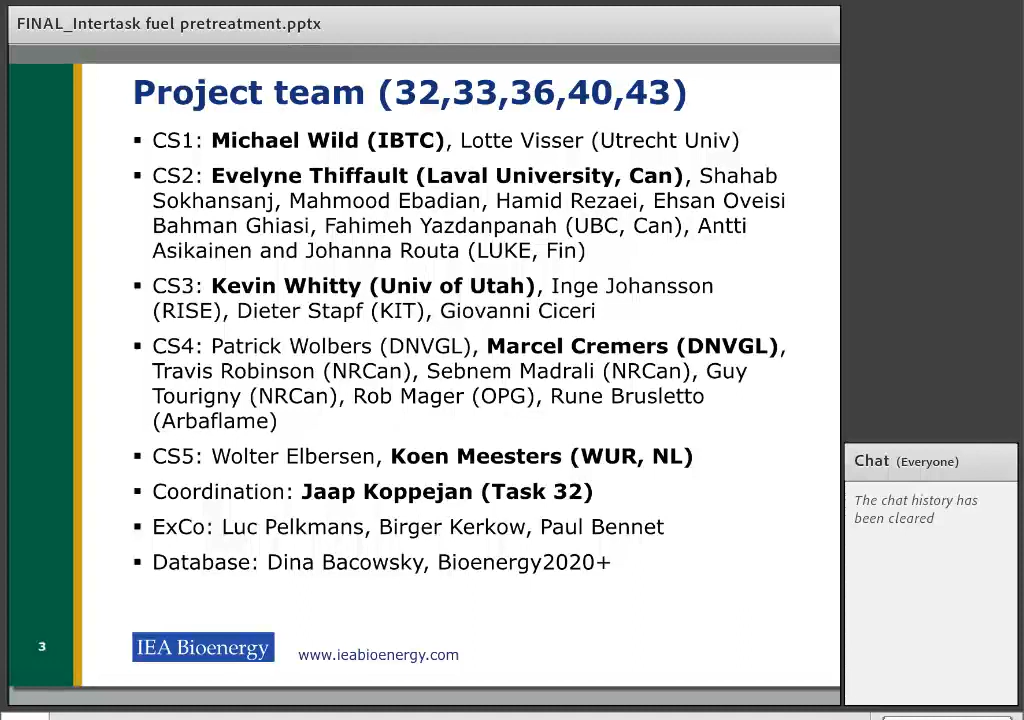 FINAL_Intertask fuel pretreatment.pptx
Project team (32,33,36,40,43)
▪ CS1: Michael Wild (IBTC), Lotte Visser (Utrecht Univ)
▪ CS2: Evelyne Thiffault (Laval University, Can), Shahab
Sokhansanj, Mahmood Ebadian, Hamid Rezaei, Ehsan Oveisi
Bahman Ghiasi, Fahimeh Yazdanpanah (UBC, Can), Antti
Asikainen and Johanna Routa (LUKE, Fin)
▪ CS3: Kevin Whitty (Univ of Utah), Inge Johansson
(RISE), Dieter Stapf (KIT), Giovanni Ciceri
▪ CS4: Patrick Wolbers (DNVGL), Marcel Cremers (DNVGL),
Travis Robinson (NRCan), Sebnem Madrali (NRCan), Guy
Tourigny (NRCan), Rob Mager (OPG), Rune Brusletto
(Arbaflame)
▪ CS5: Wolter Elbersen, Koen Meesters (WUR, NL)
▪ Coordination: Jaap Koppejan (Task 32)
▪ ExCo: Luc Pelkmans, Birger Kerkow, Paul Bennet
▪ Database: Dina Bacowsky, Bioenergy2020+
3
IEA Bioenergy
www.ieabioenergy.com
Chat (Everyone)
The chat history has
been cleared